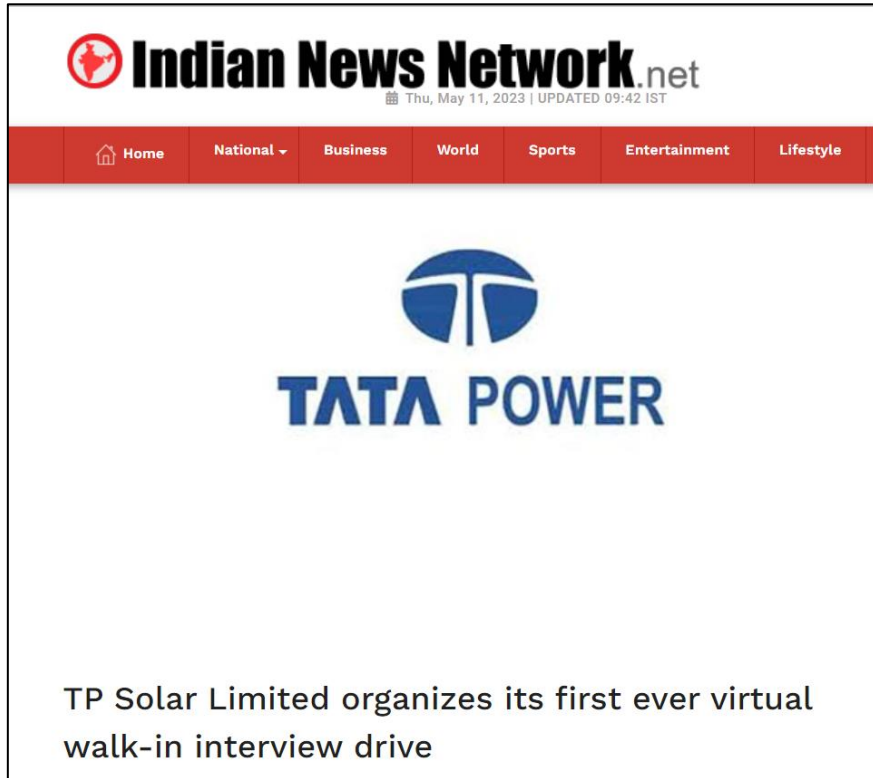 Indian News Network.net
Thu, May 11, 2023 | UPDATED 09:42 IST
Home National Business World Sports Entertainment Lifestyle
TATA POWER
TP Solar Limited organizes its first ever virtual
walk-in interview drive